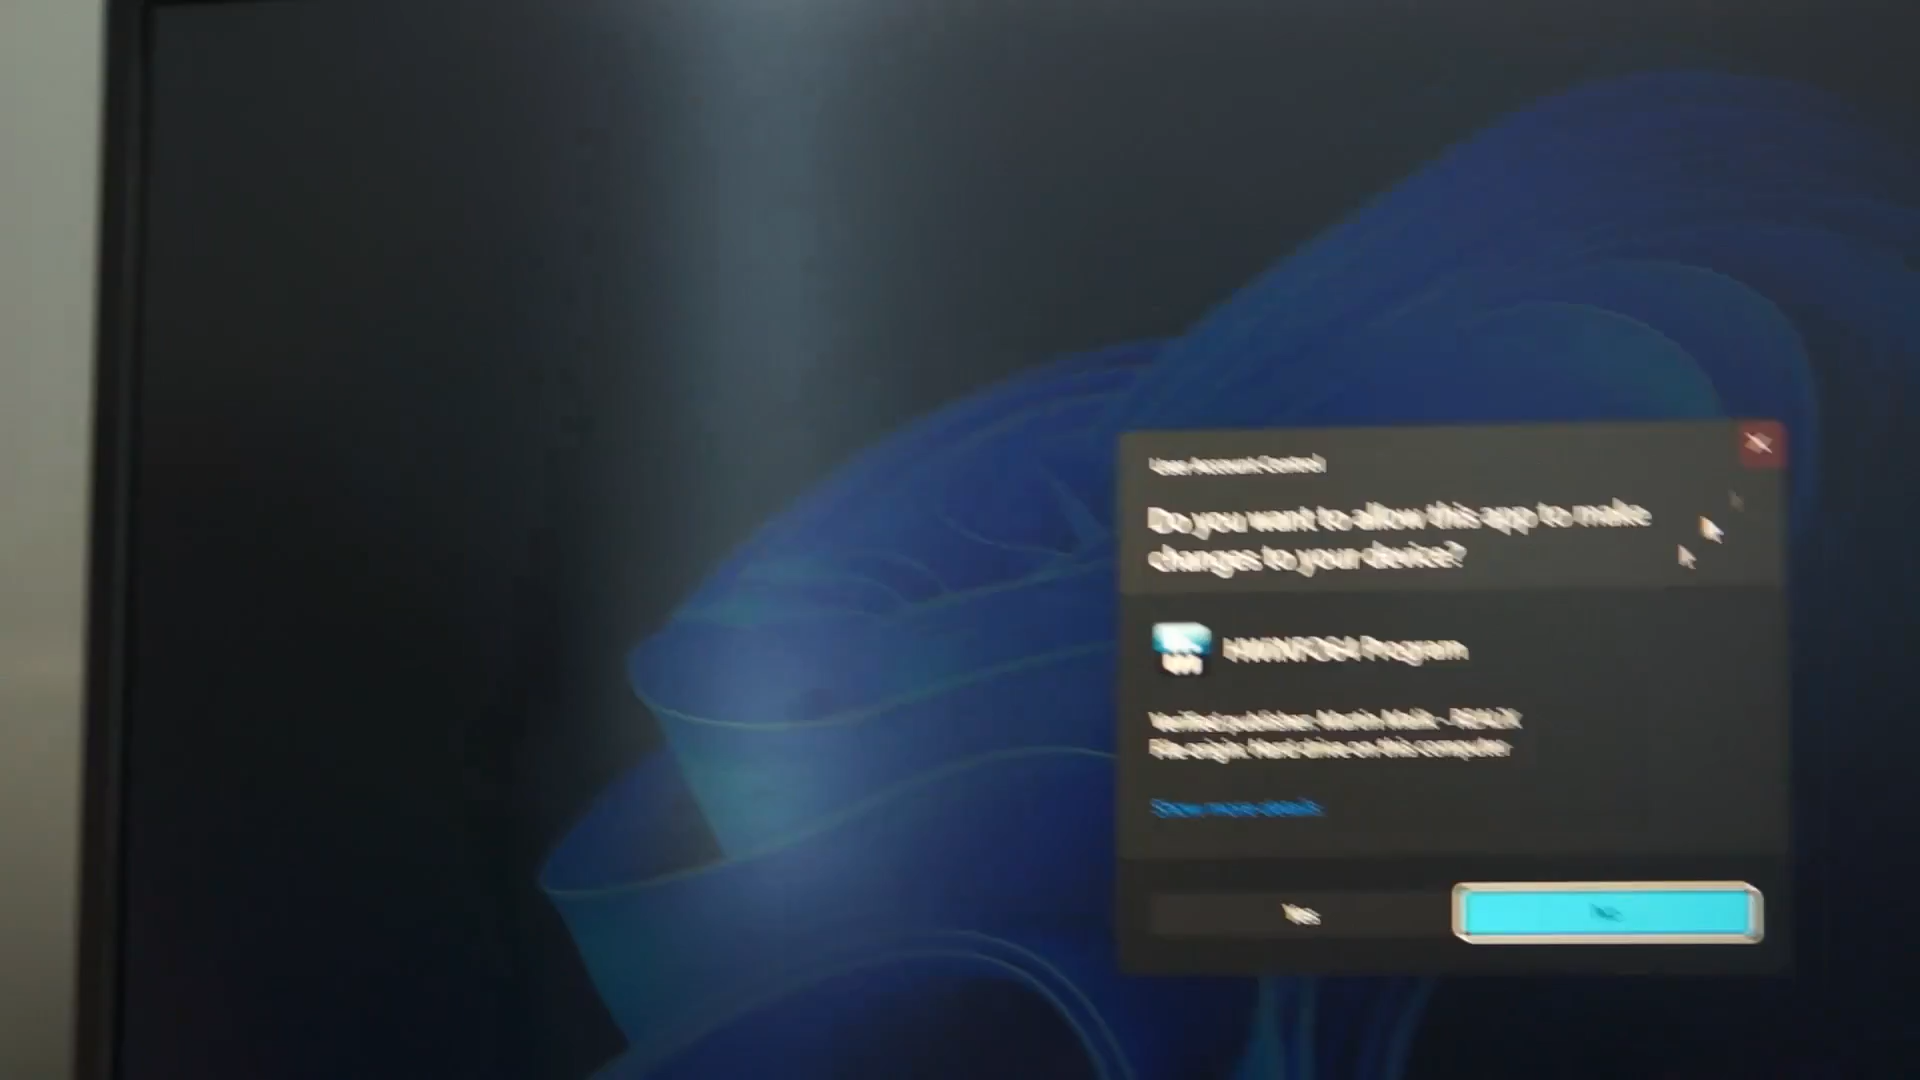 User Account Control
Do you want to allow this app to make
changes to your device?
HWiNFO64 Program
Verified publisher: Martin Malik - REALiX
File origin: Hard drive on this computer
Show more details
Yes
No